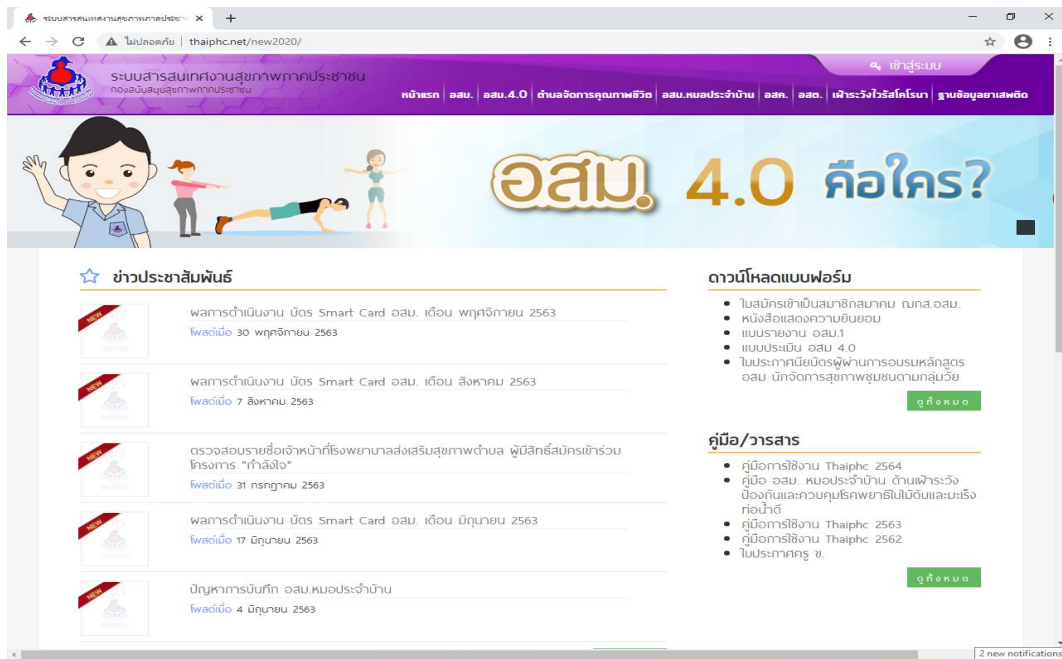 ระบบสารสนเทศงานสุขภาพภาคประชาช
ไม่ปลอดภัย | thaiphc.net/new2020/
เข้าสู่ระบบ
ระบบสารสนเทศงานสุขภาพภาคประชาชน
กองสนับสนุนสุขภาพภาคประชาชน
หน้าแรก อสม. อสม.4.0 ตำบลจัดการคุณภาพชีวิต อสม.หมอประจำบ้าน อสค. อสต. เฝ้าระวังไวรัสโคโรนา ฐานข้อมูลยาเสพติด
อสม. 4.0 คือใคร?
ข่าวประชาสัมพันธ์
NEW
ผลการดำเนินงาน บัตร Smart Card อสม. เดือน พฤศจิกายน 2563
โพสต์เมื่อ 30 พฤศจิกายน 2563
NEW
ผลการดำเนินงาน บัตร Smart Card อสม. เดือน สิงหาคม 2563
โพสต์เมื่อ 7 สิงหาคม 2563
NEW
ตรวจสอบรายชื่อเจ้าหน้าที่โรงพยาบาลส่งเสริมสุขภาพตำบล ผู้มีสิทธิ์สมัครเข้าร่วม
โครงการ "กำลังใจ"
โพสต์เมื่อ 31 กรกฎาคม 2563
NEW
ผลการดำเนินงาน บัตร Smart Card อสม. เดือน มิถุนายน 2563
โพสต์เมื่อ 17 มิถุนายน 2563
NEW
ปัญหาการบันทึก อสม.หมอประจำบ้าน
โพสต์เมื่อ 4 มิถุนายน 2563
ดาวน์โหลดแบบฟอร์ม
ใบสมัครเข้าเป็นสมาชิกสมาคม ฌกส.อสม.
หนังสือแสดงความยินยอม
แบบรายงาน อสม.1
แบบประเมิน อสม 4.0
ใบประกาศนียบัตรผู้ผ่านการอบรมหลักสูตร
อสม นักจัดการสุขภาพชุมชนตามกลุ่มวัย
ดูทั้งหมด
คู่มือ/วารสาร
คู่มือการใช้งาน Thaiphc 2564
คู่มือ อสม. หมอประจำบ้าน ด้านเฝ้าระวัง
ป้องกันและควบคุมโรคพยาธิใบไม้ตับและมะเร็ง
ท่อน้ำดี
คู่มือการใช้งาน Thaiphc 2563
คู่มือการใช้งาน Thaiphc 2562
ใบประกาศครู ข.
ดูทั้งหมด
2 new notifications